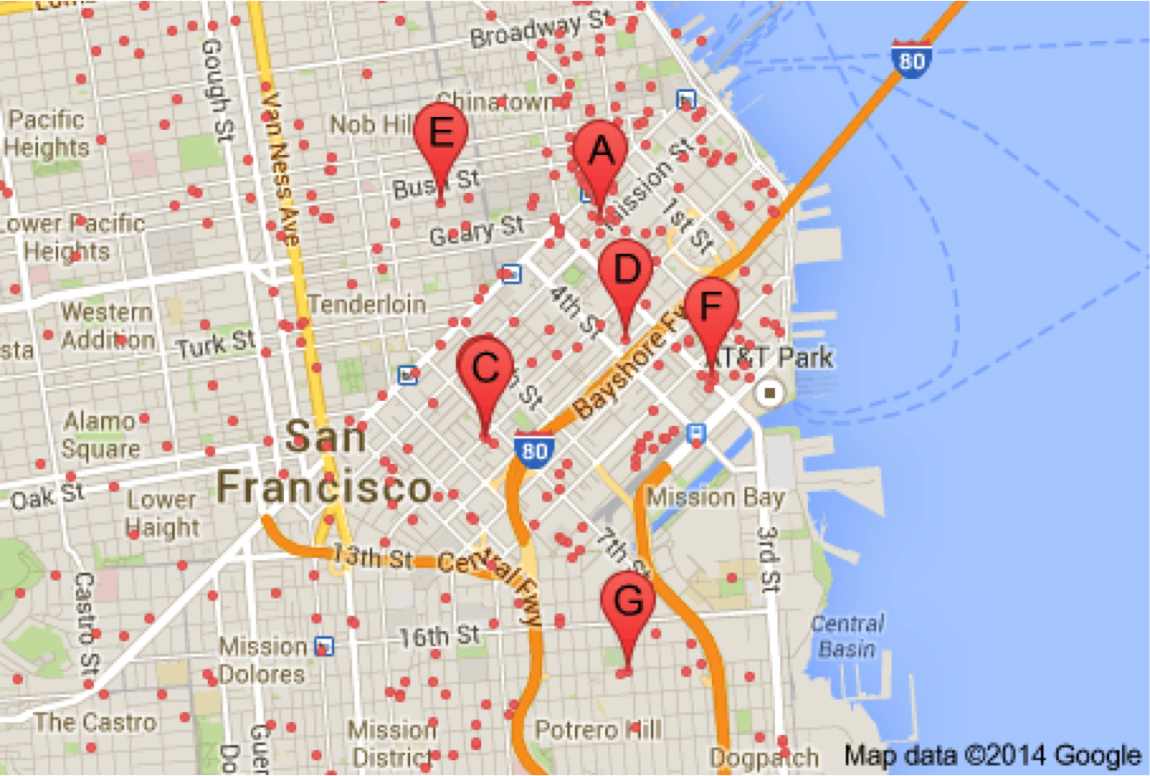 Broadway St
80
Gough St
Van Ness Ave
Chinatown
Pacific
Heights
Nob Hill
E
A
Mission St
Bush St
Lower Pacific
Heights
Geary St
1st St
D
Tenderloin
4th St
F
Western
Addition
sta
Turk St
Bayshore Fw
AT&T Park
C
th St
Alamo
Square
San
Francisco
80
Oak St
Lower
Haight
Mission Bay
13th St
Central Fwy
7th St
3rd St
Castro St
G
16th St
Central
Basin
Mission
Dolores
The Castro
Guer
Do
Mission
District
Potrero Hill
Dogpatch
Map data ©2014 Google